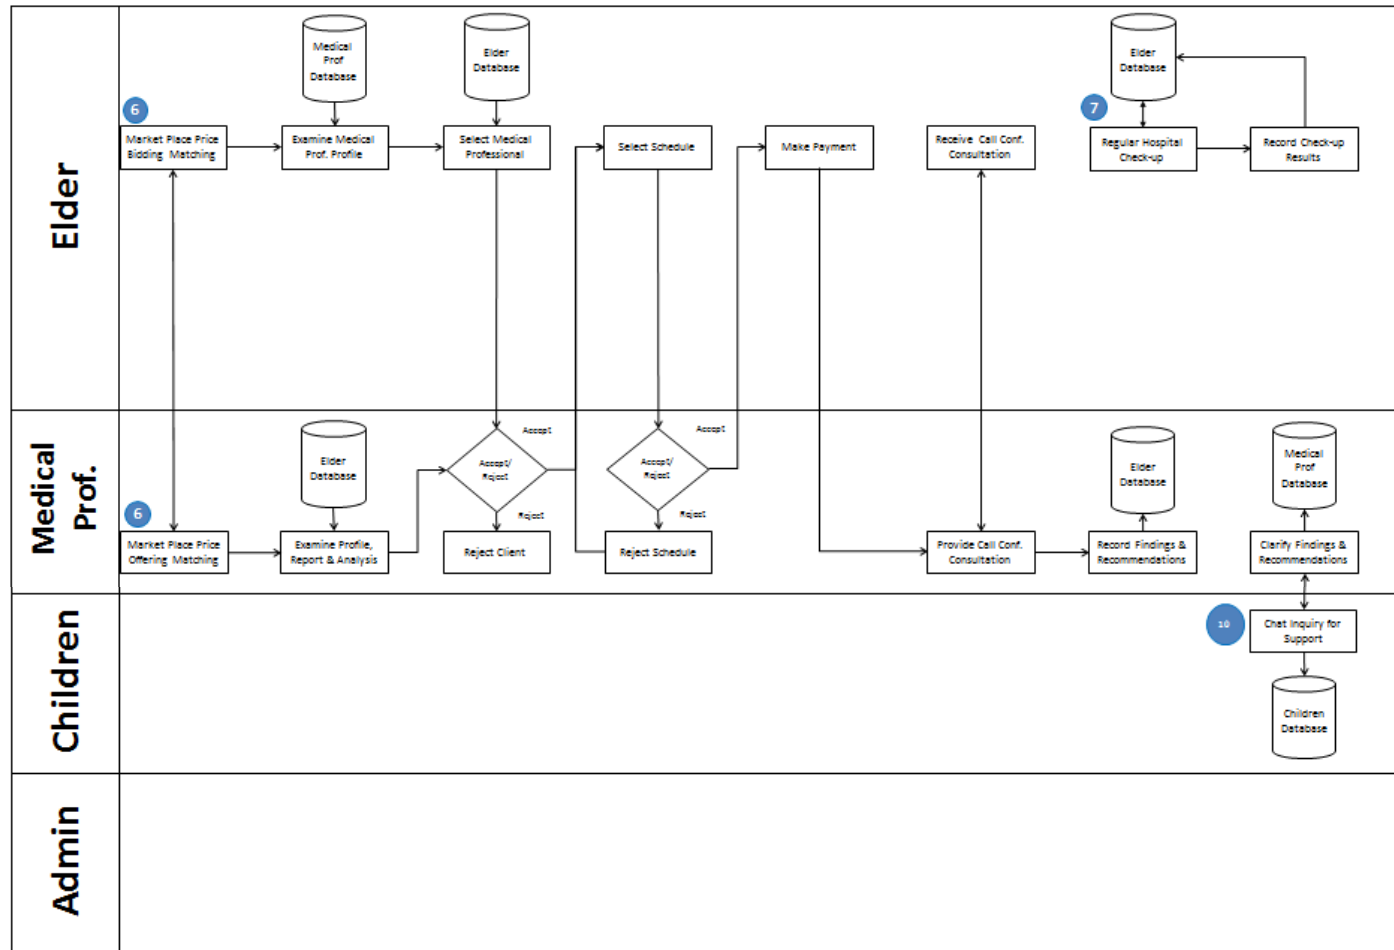 Elder
6
Market Place Price
Bidding Matching
Medical
Prof
Database
Examine Medical
Prof. Profile
Elder
Database
Select Medical
Professional
Select Schedule
Make Payment
Receive Call Conf.
Consultation
Elder
Database
7
Regular Hospital
Check-up
Record Check-up
Results
Medical
Prof.
6
Market Place Price
Offering Matching
Elder
Database
Examine Profile,
Report & Analysis
Accept
Accept/
Reject
Reject
Reject Client
Accept
Accept/
Reject
Reject
Reject Schedule
Provide Call Conf.
Consultation
Elder
Database
Record Findings &
Recommendations
Medical
Prof
Database
Clarify Findings &
Recommendations
Children
10
Chat Inquiry for
Support
Children
Database
Admin